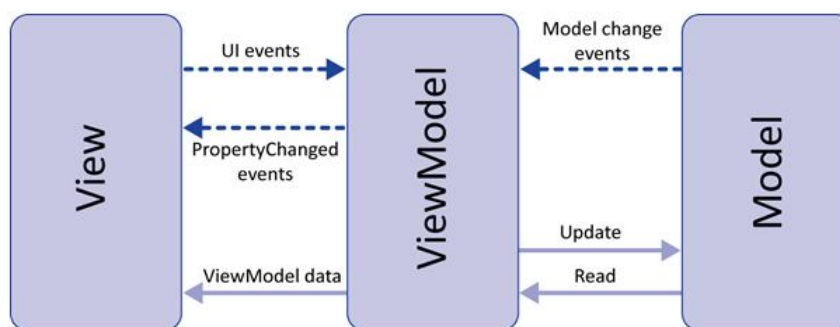 View
UI events
PropertyChanged
events
ViewModel data
ViewModel
Model change
events
Update
Read
Model